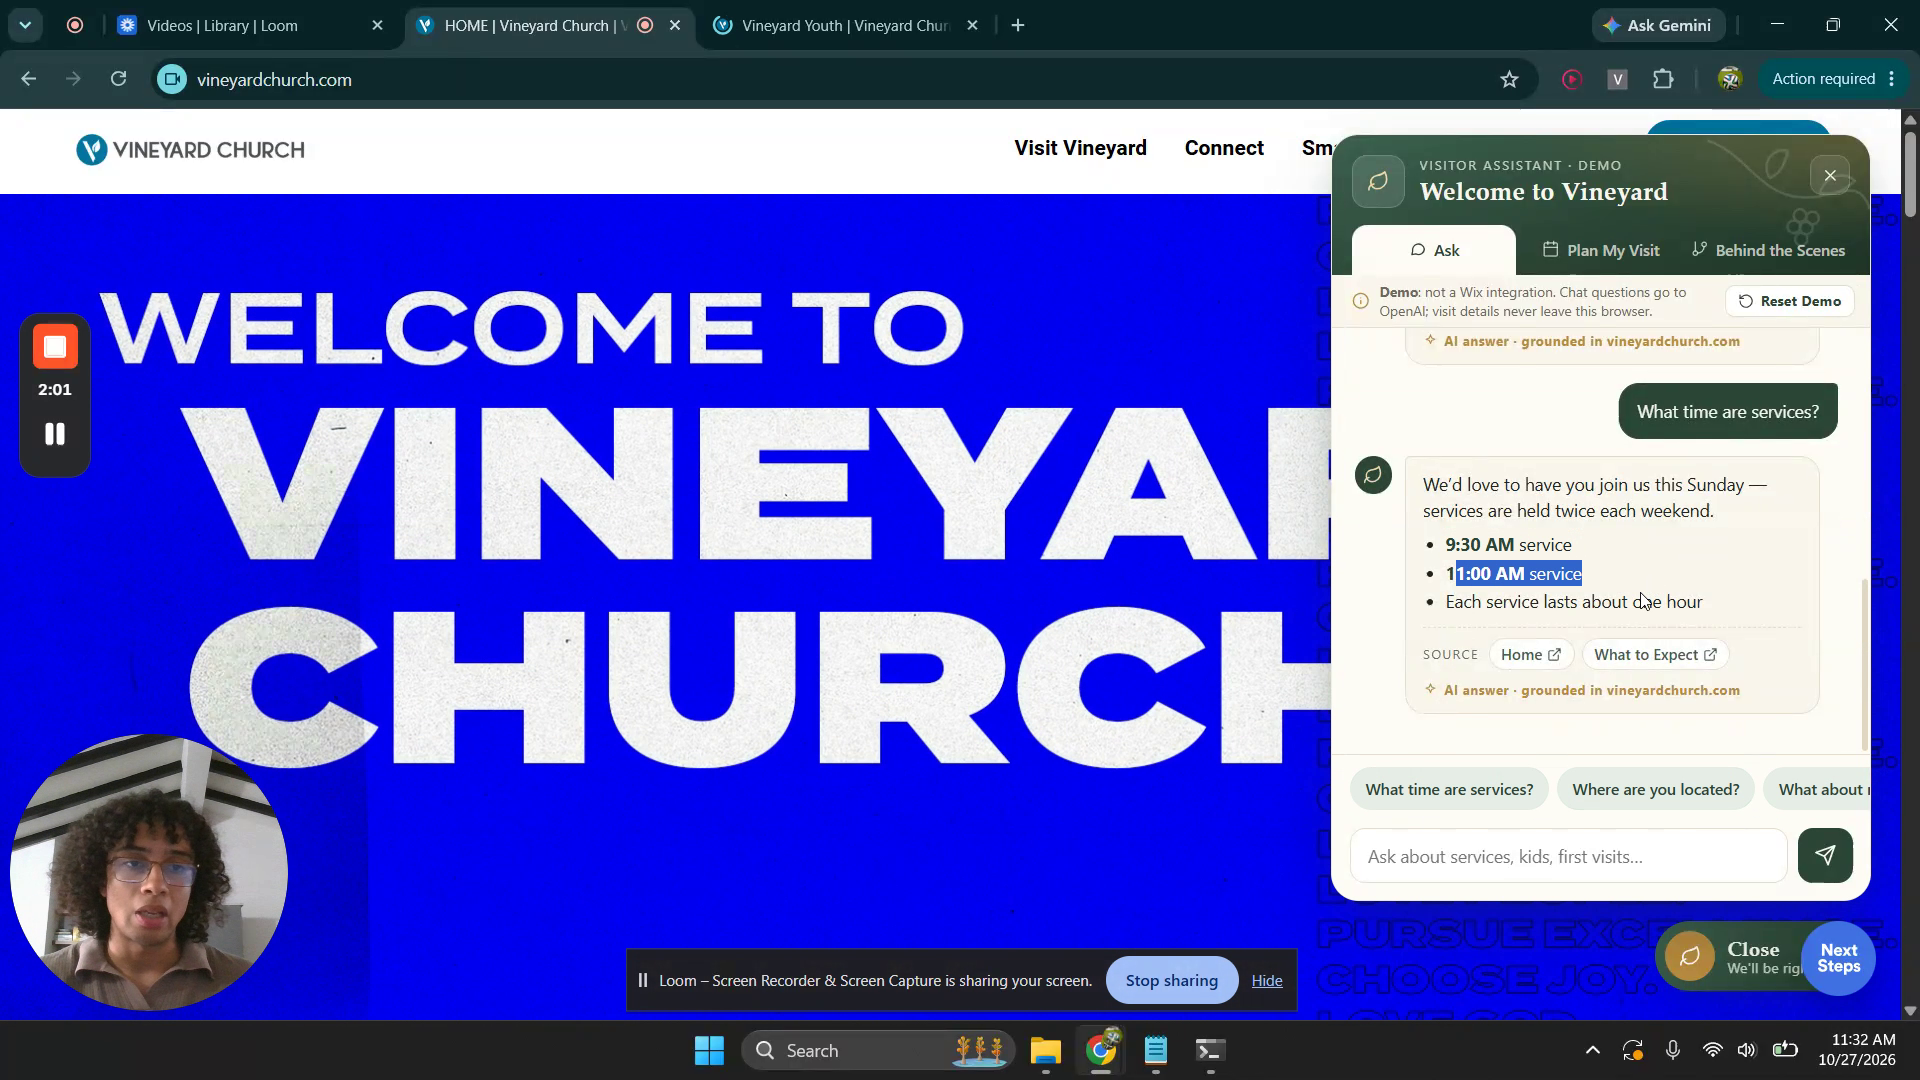 Videos | Library | Loom
HOME | Vineyard Church | V
Vineyard Youth | Vineyard Chur
Ask Gemini
vineyardchurch.com
V
Action required
VINEYARD CHURCH
Visit Vineyard
Connect
Sma
VISITOR ASSISTANT · DEMO
Welcome to Vineyard
Ask
Plan My Visit
Behind the Scenes
Demo: not a Wix integration. Chat questions go to
OpenAI; visit details never leave this browser.
Reset Demo
AI answer · grounded in vineyardchurch.com
What time are services?
We'd love to have you join us this Sunday —
services are held twice each weekend.
• 9:30 AM service
• 11:00 AM service
• Each service lasts about one hour
SOURCE
Home
What to Expect
AI answer · grounded in vineyardchurch.com
What time are services?
Where are you located?
What about
Ask about services, kids, first visits...
WELCOME TO
VINEYAR
CHURCH
2:01
PURSUE EXCE
CHOOSE JOY.
LOVE GOD
Close
We'll be rig
Next
Steps
Loom – Screen Recorder & Screen Capture is sharing your screen.
Stop sharing
Hide
Search
11:32 AM
10/27/2026